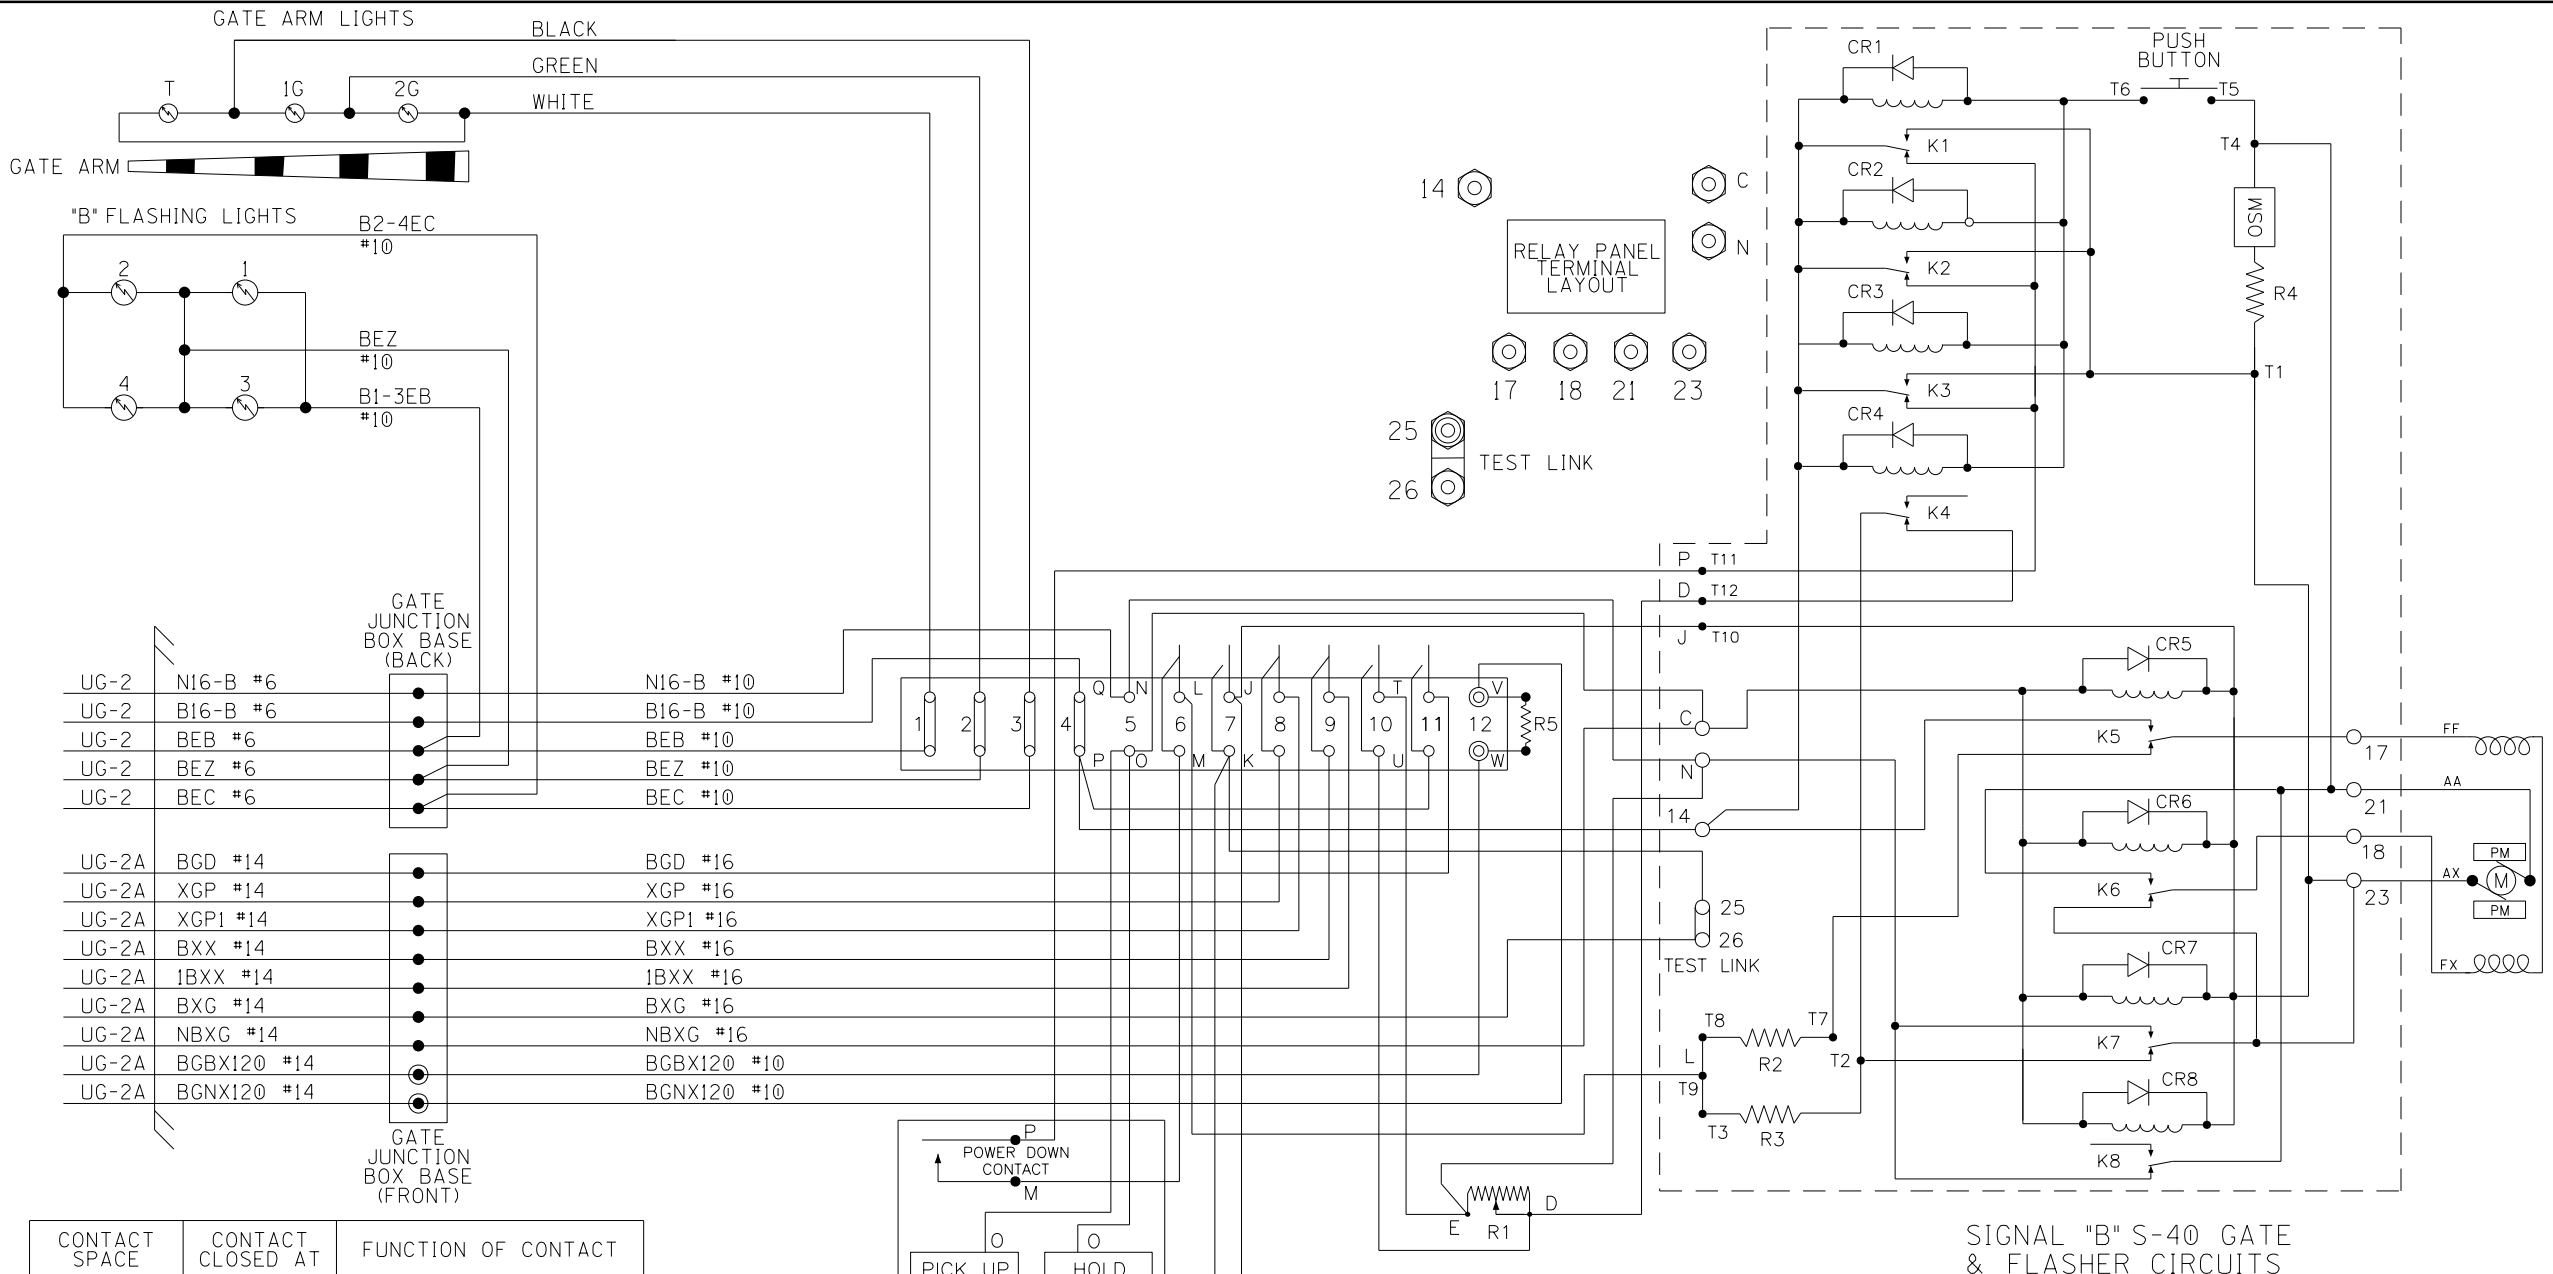 GATE ARM LIGHTS
BLACK
GREEN
WHITE
T
1G
2G
GATE ARM
"B" FLASHING LIGHTS
B2-4EC
#10
2
1
BEZ
#10
4
3
B1-3EB
#10
14
C
N
RELAY PANEL
TERMINAL
LAYOUT
17
18
21
23
25
TEST LINK
26
CR1
PUSH
BUTTON
T6
T5
K1
T4
CR2
OSM
K2
R4
CR3
T1
K3
CR4
K4
P T11
D T12
J T10
GATE
JUNCTION
BOX BASE
(BACK)
UG-2 N16-B #6 N16-B #10
UG-2 B16-B #6 B16-B #10
UG-2 BEB #6 BEB #10
UG-2 BEZ #6 BEZ #10
UG-2 BEC #6 BEC #10
UG-2A BGD #14 BGD #16
UG-2A XGP #14 XGP #16
UG-2A XGP1 #14 XGP1 #16
UG-2A BXX #14 BXX #16
UG-2A 1BXX #14 1BXX #16
UG-2A BXG #14 BXG #16
UG-2A NBXG #14 NBXG #16
UG-2A BGBX120 #14 BGBX120 #10
UG-2A BGNX120 #14 BGNX120 #10
GATE
JUNCTION
BOX BASE
(FRONT)
Q N L J T V
1 2 3 4 5 6 7 8 9 10 11 12 R5
P O M K U W
C
N
14
25
26
TEST LINK
T8
T7
L
R2
T2
T9
T3
R3
CR5
K5
17
FF
CR6
21
AA
18
K6
PM
AX
M
23
PM
CR7
FX
K7
CR8
K8
P
POWER DOWN
CONTACT
M
O
O
PICK UP
HOLD
E
R1
D
CONTACT
SPACE
CONTACT
CLOSED AT
FUNCTION OF CONTACT
SIGNAL "B" S-40 GATE
& FLASHER CIRCUITS